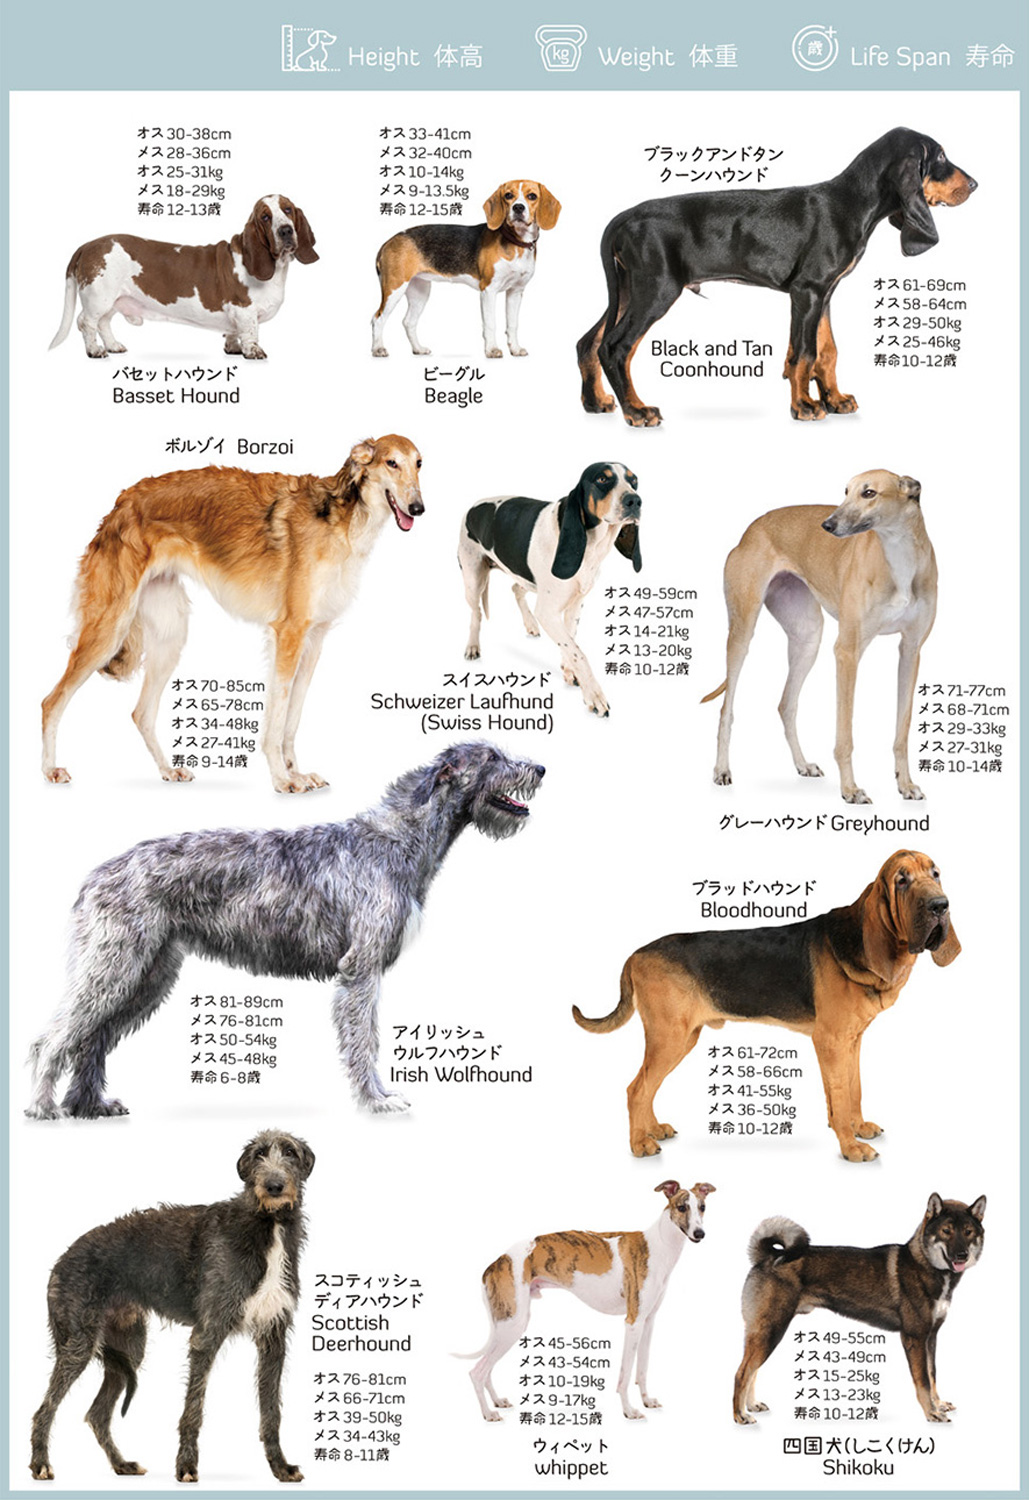 Height 体高
kg
Weight 体重
歳
Life Span 寿命
オス30-38cm
メス28-36cm
オス25-31kg
メス18-29kg
寿命12-13歳
バセットハウンド
Basset Hound
オス33-41cm
メス32-40cm
オス10-14kg
メス9-13.5kg
寿命12-15歳
ビーグル
Beagle
ブラックアンドタン
クーンハウンド
オス61-69cm
メス58-64cm
オス29-50kg
メス25-46kg
寿命10-12歳
Black and Tan
Coonhound
ボルゾイ Borzoi
オス70-85cm
メス65-78cm
オス34-48kg
メス27-41kg
寿命9-14歳
オス49-59cm
メス47-57cm
オス14-21kg
メス13-20kg
寿命10-12歳
スイスハウンド
Schweizer Laufhund
(Swiss Hound)
オス71-77cm
メス68-71cm
オス29-33kg
メス27-31kg
寿命10-14歳
グレーハウンドGreyhound
オス81-89cm
メス76-81cm
オス50-54kg
メス45-48kg
寿命6-8歳
アイリッシュ
ウルフハウンド
Irish Wolfhound
ブラッドハウンド
Bloodhound
オス61-72cm
メス58-66cm
オス41-55kg
メス36-50kg
寿命10-12歳
スコティッシュ
ディアハウンド
Scottish
Deerhound
オス76-81cm
メス66-71cm
オス39-50kg
メス34-43kg
寿命8-11歳
オス45-56cm
メス43-54cm
オス10-19kg
メス9-17kg
寿命12-15歳
ウィペット
whippet
オス49-55cm
メス43-49cm
オス15-25kg
メス13-23kg
寿命10-12歳
四国犬(しこくけん)
Shikoku